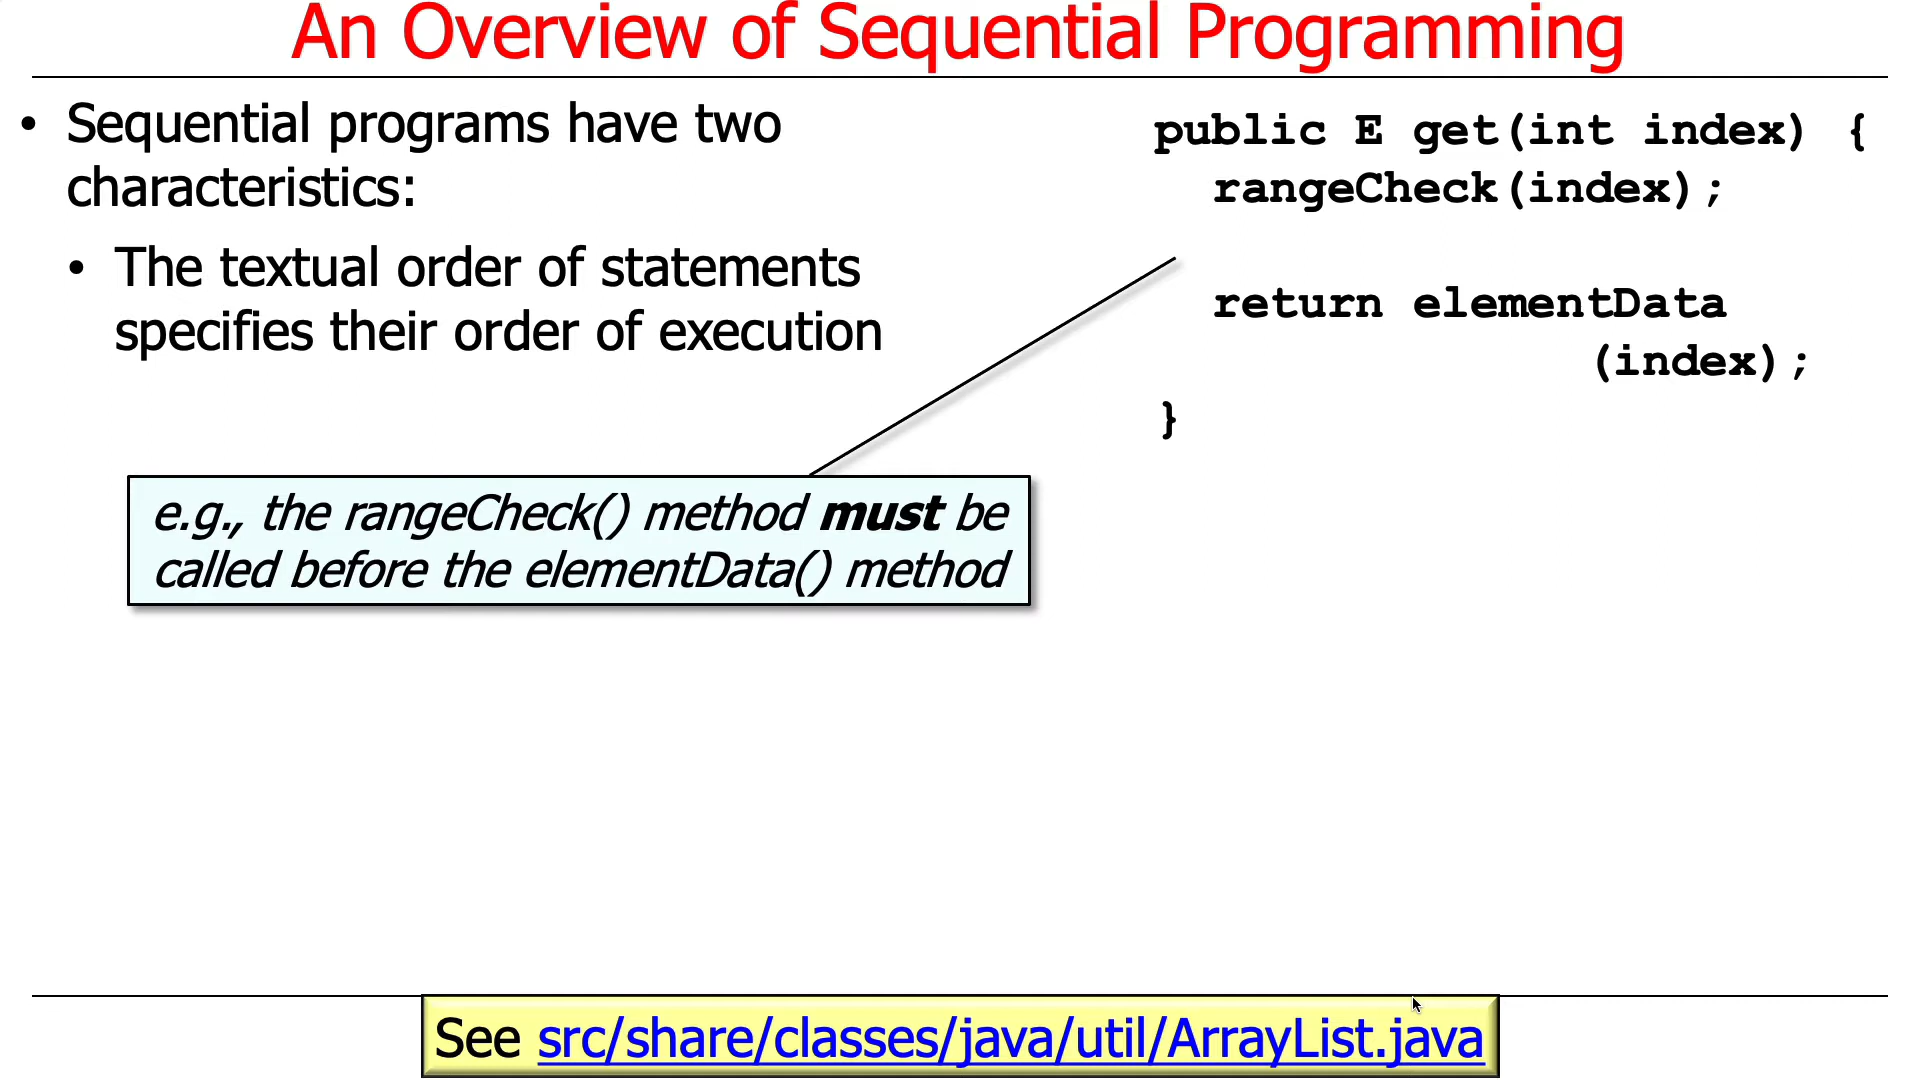 An Overview of Sequential Programming
• Sequential programs have two
characteristics:
• The textual order of statements
specifies their order of execution
public E get(int index) {
rangeCheck(index);
return elementData
(index);
}
e.g., the rangeCheck() method must be
called before the elementData() method
See src/share/classes/java/util/ArrayList.java